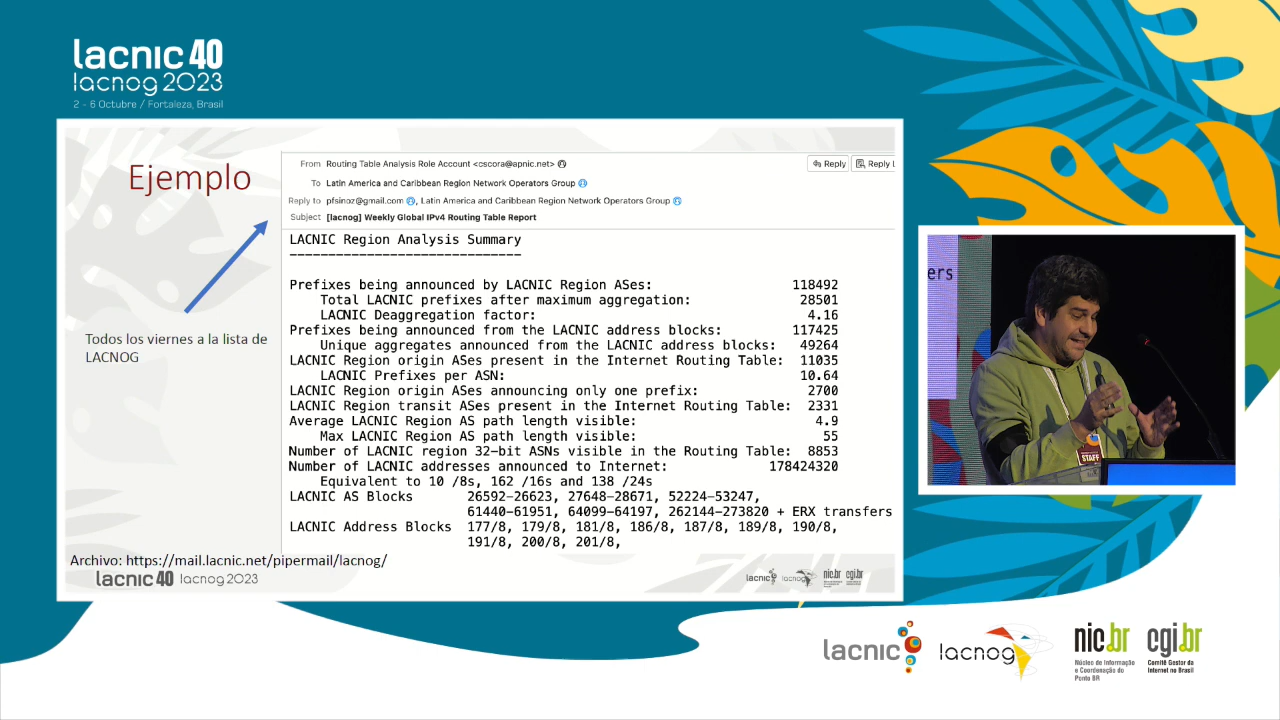 lacnic 40
lacnog 2023
2 - 6 Octubre / Fortaleza, Brasil
Ejemplo
From Routing Table Analysis Role Account <cscora@apnic.net>
Reply
Reply L
To Latin America and Caribbean Region Network Operators Group
Reply to pfsinoz@gmail.com, Latin America and Caribbean Region Network Operators Group
Subject [lacnog] Weekly Global IPv4 Routing Table Report
LACNIC Region Analysis Summary
------------------------------
Prefixes being announced by LACNIC Region ASes: 118492
Total LACNIC prefixes after maximum aggregation: 28501
LACNIC Deaggregation factor: 4.16
Prefixes being announced from the LACNIC address blocks: 117425
Unique aggregates announced from the LACNIC address blocks: 49264
LACNIC Region origin ASes present in the Internet Routing Table: 11035
LACNIC Prefixes per ASN: 10.64
LACNIC Region origin ASes announcing only one prefix: 2700
LACNIC Region transit ASes present in the Internet Routing Table: 2331
Average LACNIC Region AS path length visible: 4.9
Max LACNIC Region AS path length visible: 55
Number of LACNIC region 32-bit ASNs visible in the Routing Table: 8853
Number of LACNIC addresses announced to Internet: 178424320
Equivalent to 10 /8s, 162 /16s and 138 /24s
LACNIC AS Blocks 26592-26623, 27648-28671, 52224-53247,
61440-61951, 64099-64197, 262144-273820 + ERX transfers
LACNIC Address Blocks 177/8, 179/8, 181/8, 186/8, 187/8, 189/8, 190/8,
191/8, 200/8, 201/8,
Todos los viernes a la lista de
LACNOG
Archivo: https://mail.lacnic.net/pipermail/lacnog/
lacnic 40 lacnog 2023
lacnic lacnog nic.br cgi.br
ers
STAFF
lacnic
lacnog
nic.br
Núcleo de Informação
e Coordenação do
Ponto BR
cgi.br
Comitê Gestor da
Internet no Brasil